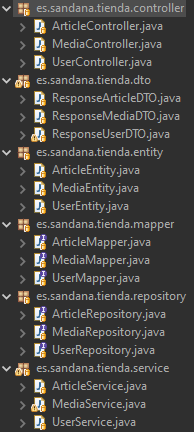 es.sandana.tienda.controller
ArticleController.java
MediaController.java
UserController.java
es.sandana.tienda.dto
ResponseArticleDTO.java
ResponseMediaDTO.java
ResponseUserDTO.java
es.sandana.tienda.entity
ArticleEntity.java
MediaEntity.java
UserEntity.java
es.sandana.tienda.mapper
ArticleMapper.java
MediaMapper.java
UserMapper.java
es.sandana.tienda.repository
ArticleRepository.java
MediaRepository.java
UserRepository.java
es.sandana.tienda.service
ArticleService.java
MediaService.java
UserService.java